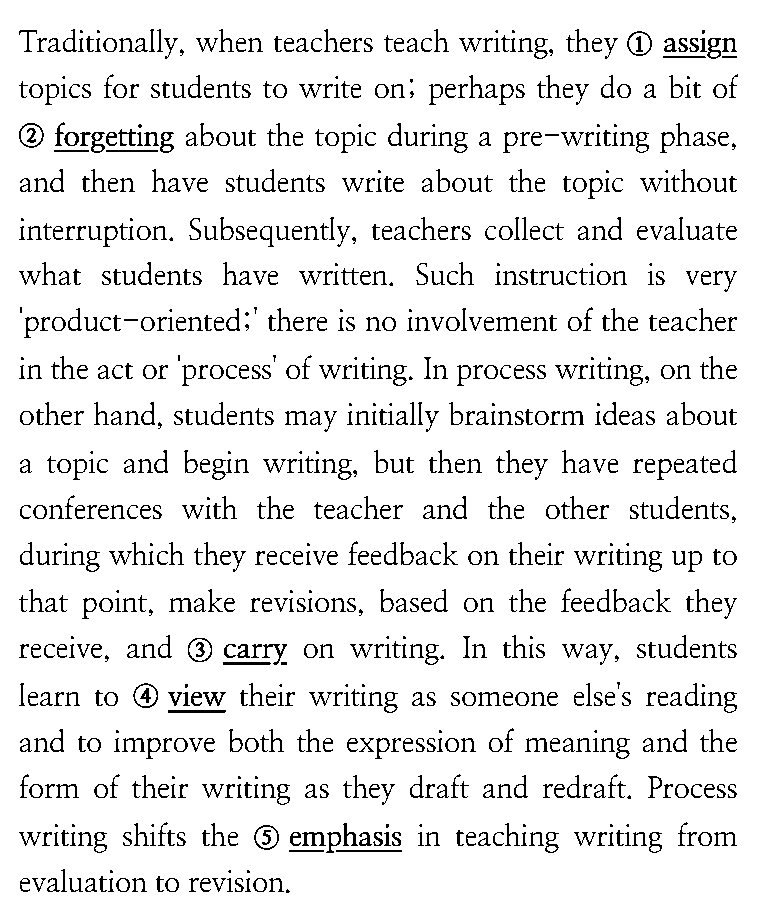 Traditionally, when teachers teach writing, they ① assign
topics for students to write on; perhaps they do a bit of
② forgetting about the topic during a pre-writing phase,
and then have students write about the topic without
interruption. Subsequently, teachers collect and evaluate
what students have written. Such instruction is very
'product-oriented;' there is no involvement of the teacher
in the act or 'process' of writing. In process writing, on the
other hand, students may initially brainstorm ideas about
a topic and begin writing, but then they have repeated
conferences with the teacher and the other students,
during which they receive feedback on their writing up to
that point, make revisions, based on the feedback they
receive, and ③ carry on writing. In this way, students
learn to ④ view their writing as someone else's reading
and to improve both the expression of meaning and the
form of their writing as they draft and redraft. Process
writing shifts the ⑤ emphasis in teaching writing from
evaluation to revision.